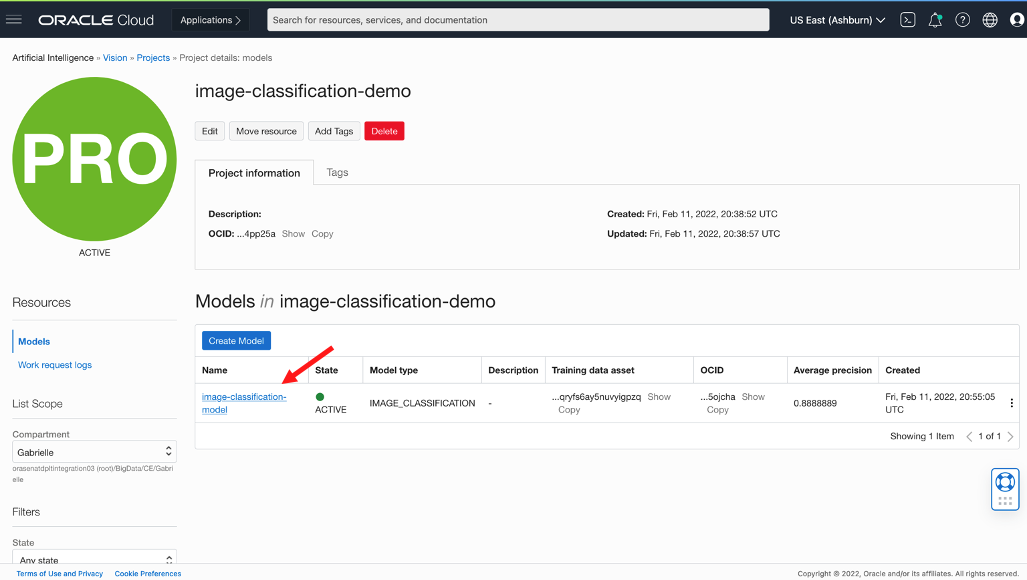 ORACLE Cloud
Applications
Search for resources, services, and documentation
US East (Ashburn)
Artificial Intelligence » Vision » Projects » Project details: models
PRO
ACTIVE
image-classification-demo
Edit
Move resource
Add Tags
Delete
Project information
Tags
Description:
OCID: ...4pp25a Show Copy
Created: Fri, Feb 11, 2022, 20:38:52 UTC
Updated: Fri, Feb 11, 2022, 20:38:57 UTC
Resources
Models
Work request logs
List Scope
Compartment
Gabrielle
orasenatdpltintegration03 (root)/BigData/CE/Gabri
elle
Filters
State
Any state
Models in image-classification-demo
Create Model
Name State Model type Description Training data asset OCID Average precision Created
image-classification-
model
ACTIVE
IMAGE_CLASSIFICATION
-
...qryfs6ay5nuvyigpzq Show
Copy
...5ojcha Show
Copy
0.8888889
Fri, Feb 11, 2022, 20:55:05
UTC
Showing 1 Item
1 of 1
Terms of Use and Privacy
Cookie Preferences
Copyright © 2022, Oracle and/or its affiliates. All rights reserved.